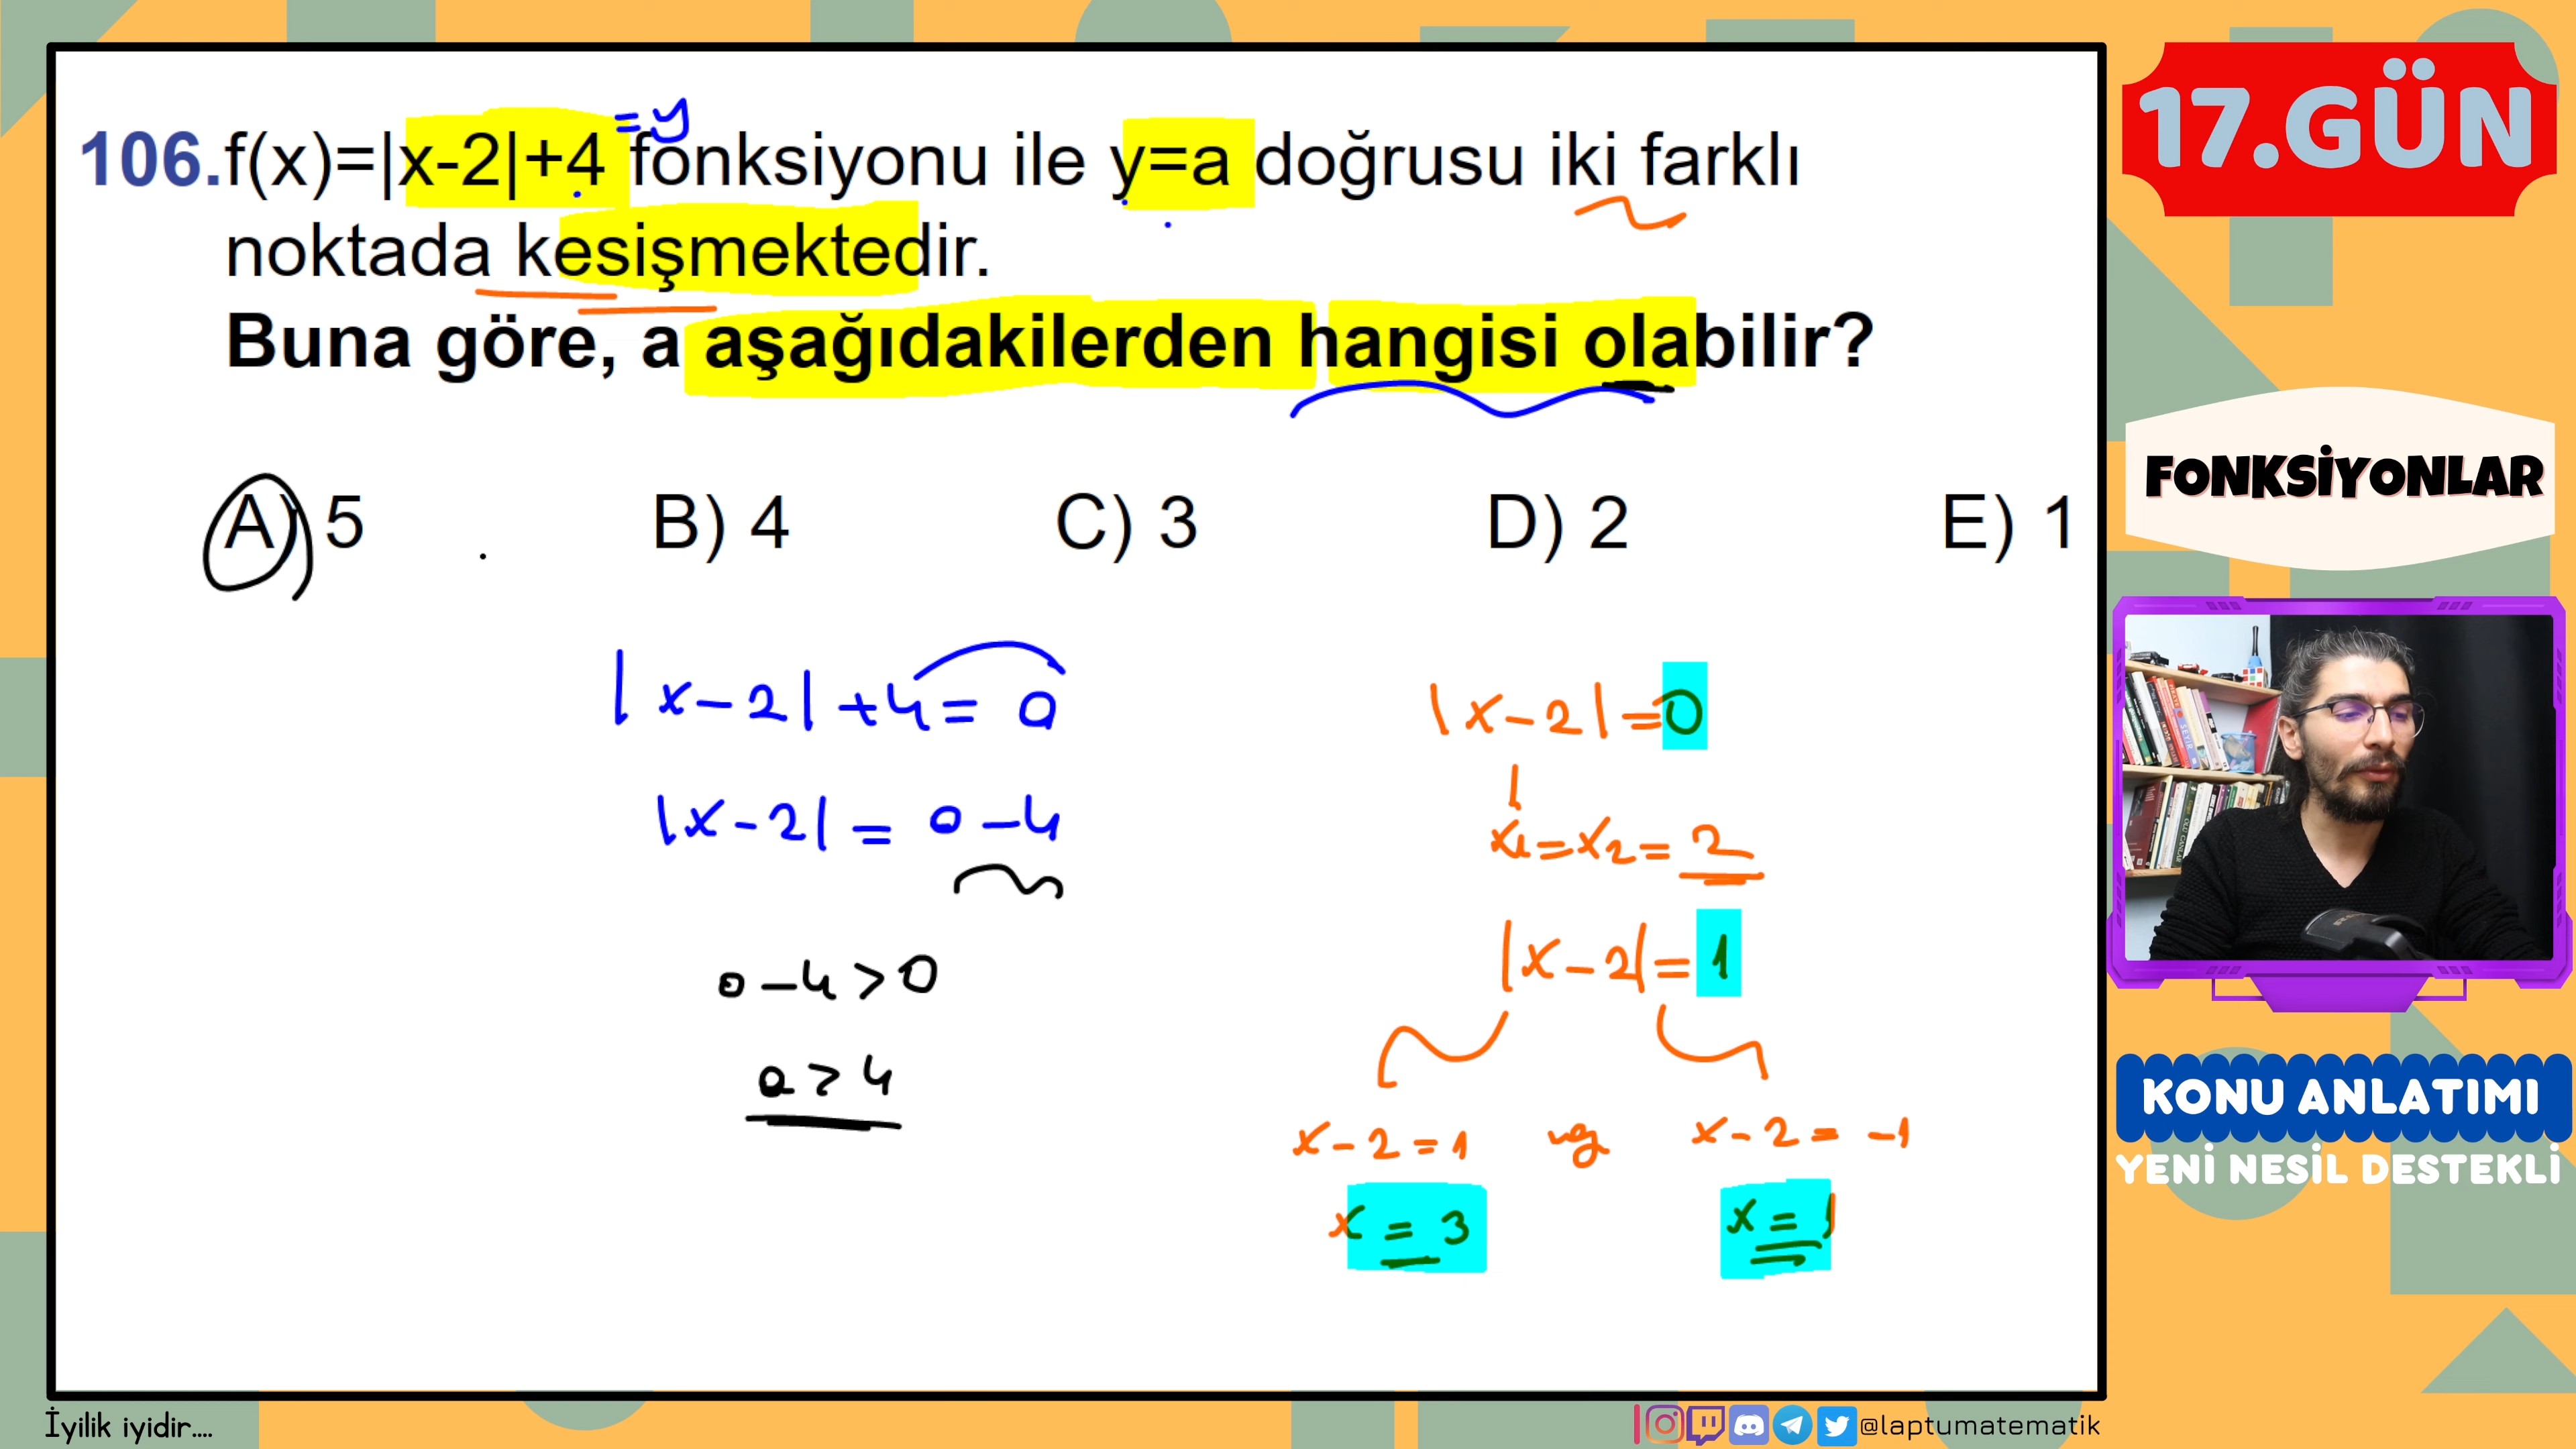 17.GÜN
106.f(x)=|x-2|+4 =y fonksiyonu ile y=a doğrusu iki farklı
noktada kesişmektedir.
Buna göre, a aşağıdakilerden hangisi olabilir?
A) 5 B) 4 C) 3 D) 2 E) 1
|x-2|+4=a
|x-2|=a-4
a-4>0
a>4
|x-2|=0
x1=x2=2
|x-2|=1
x-2=1 vg x-2=-1
x=3 x=1
FONKSİYONLAR
KONU ANLATIMI
YENİ NESİL DESTEKLİ
İyilik iyidir....
@laptumatematik